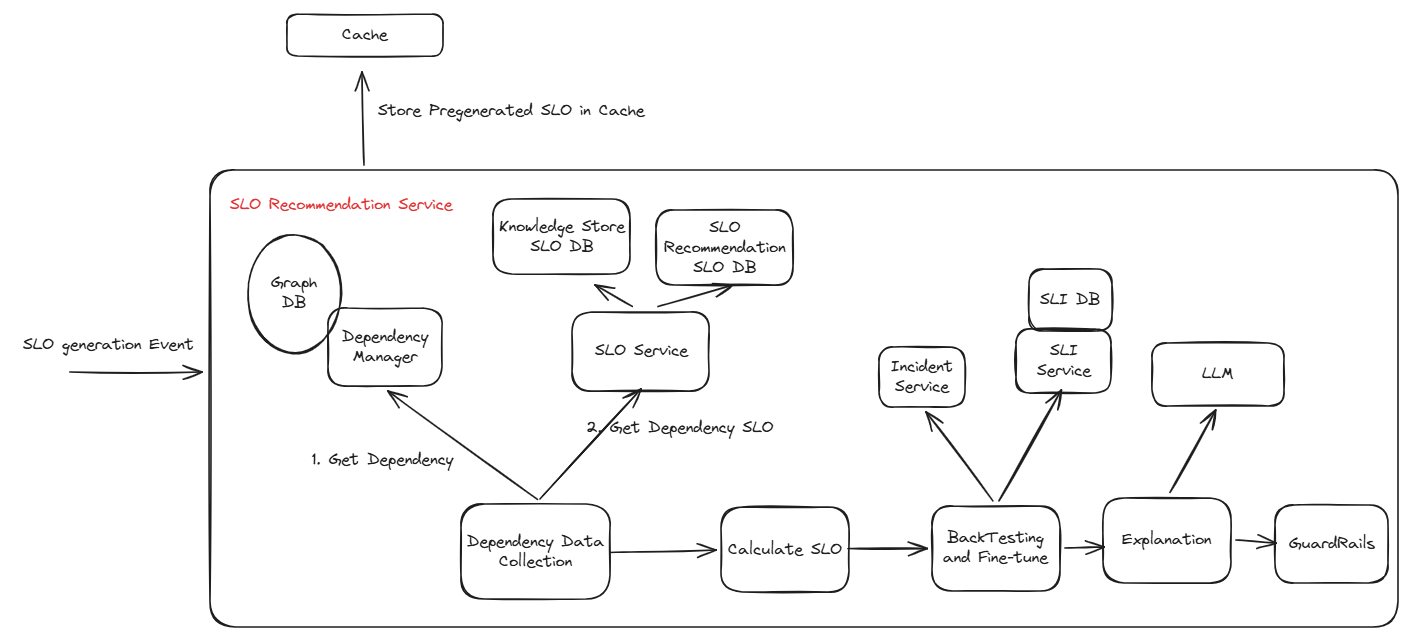 Cache
Store Pregenerated SLO in Cache
SLO Recommendation Service
Knowledge Store
SLO DB
SLO
Recommendation
SLO DB
Graph
DB
Dependency
Manager
SLO generation Event
SLO Service
SLI DB
SLI
Service
Incident
Service
LLM
2. Get Dependency SLO
1. Get Dependency
Dependency Data
Collection
Calculate SLO
BackTesting
and Fine-tune
Explanation
GuardRails